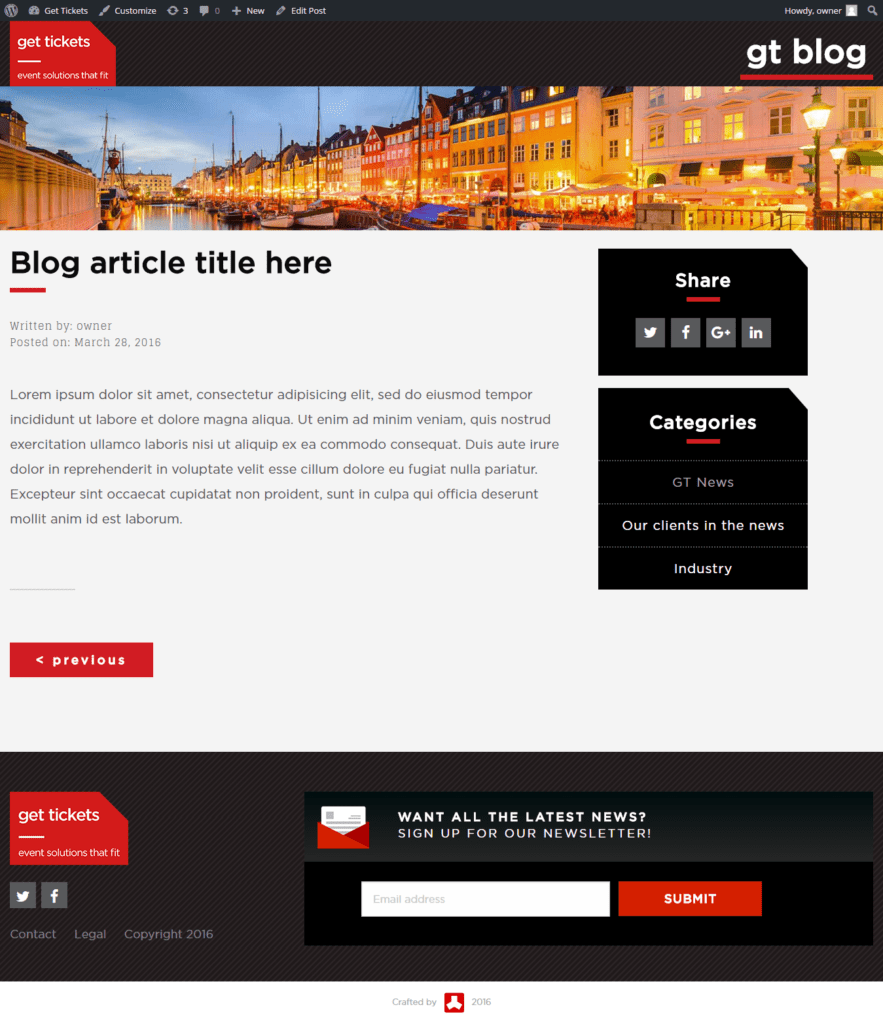 Get Tickets Customize 3 0 New Edit Post Howdy, owner
get tickets
event solutions that fit
gt blog
Blog article title here
Written by: owner
Posted on: March 28, 2016
Lorem ipsum dolor sit amet, consectetur adipisicing elit, sed do eiusmod tempor
incididunt ut labore et dolore magna aliqua. Ut enim ad minim veniam, quis nostrud
exercitation ullamco laboris nisi ut aliquip ex ea commodo consequat. Duis aute irure
dolor in reprehenderit in voluptate velit esse cillum dolore eu fugiat nulla pariatur.
Excepteur sint occaecat cupidatat non proident, sunt in culpa qui officia deserunt
mollit anim id est laborum.
< previous
Share
G+ in
Categories
GT News
Our clients in the news
Industry
get tickets
event solutions that fit
Contact Legal Copyright 2016
WANT ALL THE LATEST NEWS?
SIGN UP FOR OUR NEWSLETTER!
Email address
SUBMIT
Crafted by 2016